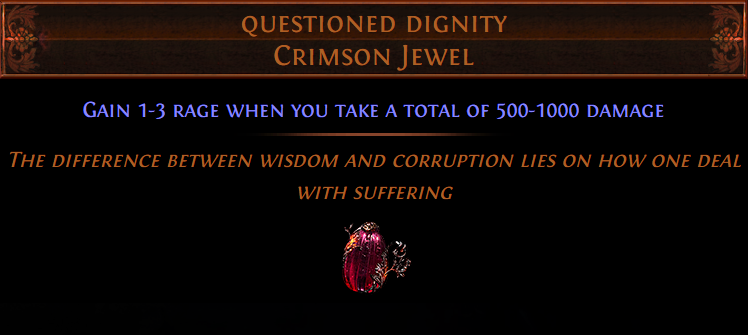 QUESTIONED DIGNITY
CRIMSON JEWEL
GAIN 1-3 RAGE WHEN YOU TAKE A TOTAL OF 500-1000 DAMAGE
THE DIFFERENCE BETWEEN WISDOM AND CORRUPTION LIES ON HOW ONE DEAL
WITH SUFFERING